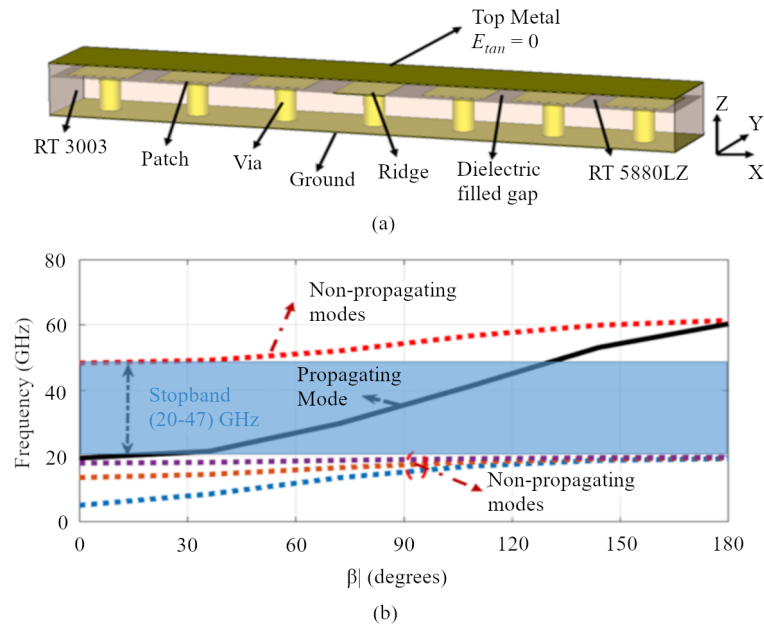 Top Metal
E_tan = 0
RT 3003
Patch
Via
Ground
Ridge
Dielectric
filled gap
RT 5880LZ
Z
Y
X
(a)
80
60
40
20
0
Frequency (GHz)
Non-propagating
modes
Propagating
Mode
Stopband
(20-47) GHz
Non-propagating
modes
0
30
60
90
120
150
180
β| (degrees)
(b)